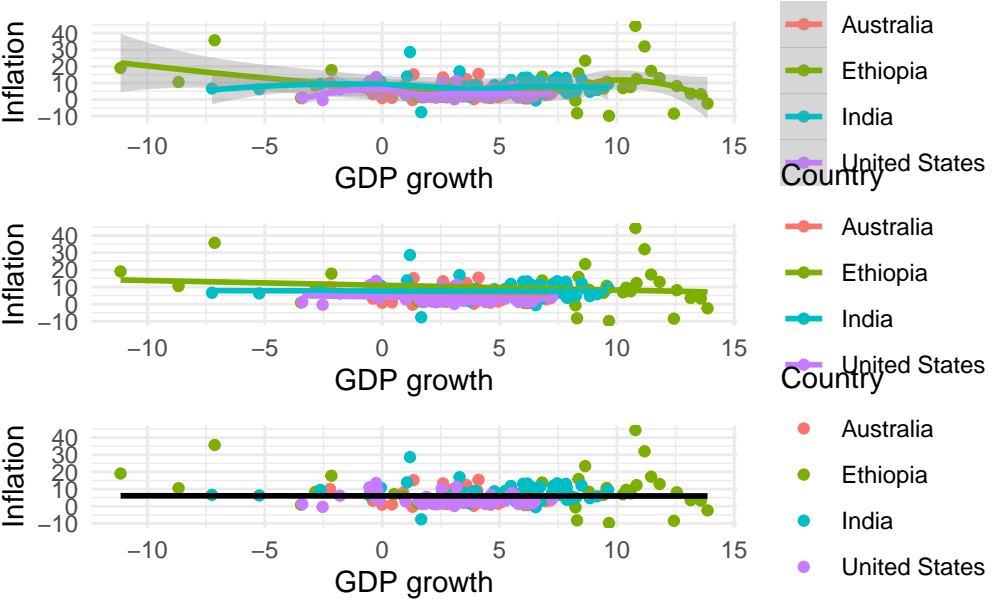 40
30
20
10
0
−10
Inflation
−10 −5 0 5 10 15
GDP growth
Australia
Ethiopia
India
United States
Country
40
30
20
10
0
−10
Inflation
−10 −5 0 5 10 15
GDP growth
Australia
Ethiopia
India
United States
Country
40
30
20
10
0
−10
Inflation
−10 −5 0 5 10 15
GDP growth
Australia
Ethiopia
India
United States